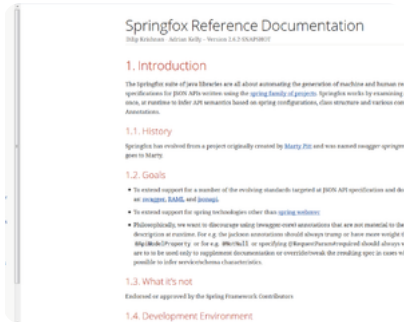 Springfox Reference Documentation
Dilip Krishnan · Adrian Kelly – Version 2.6.2-SNAPSHOT
1. Introduction
The Springfox suite of java libraries are all about automating the generation of machine and human re
specifications for JSON APIs written using the spring family of projects. Springfox works by examining
once, at runtime to infer API semantics based on spring configurations, class structure and various com
Annotations.
1.1. History
Springfox has evolved from a project originally created by Marty Pitt and was named swagger-springmv
goes to Marty.
1.2. Goals
• To extend support for a number of the evolving standards targeted at JSON API specification and do
as: swagger, RAML and jsonapi.
• To extend support for spring technologies other than spring webmvc
• Philosophically, we want to discourage using (swagger-core) annotations that are not material to the
description at runtime. For e.g. the jackson annotations should always trump or have more weight t
@ApiModelProperty or for e.g. @NotNull or specifying @RequestParam#required should always w
are to be used only to supplement documentation or override/tweak the resulting spec in cases wh
possible to infer service/schema characteristics.
1.3. What it's not
Endorsed or approved by the Spring Framework Contributors
1.4. Development Environment